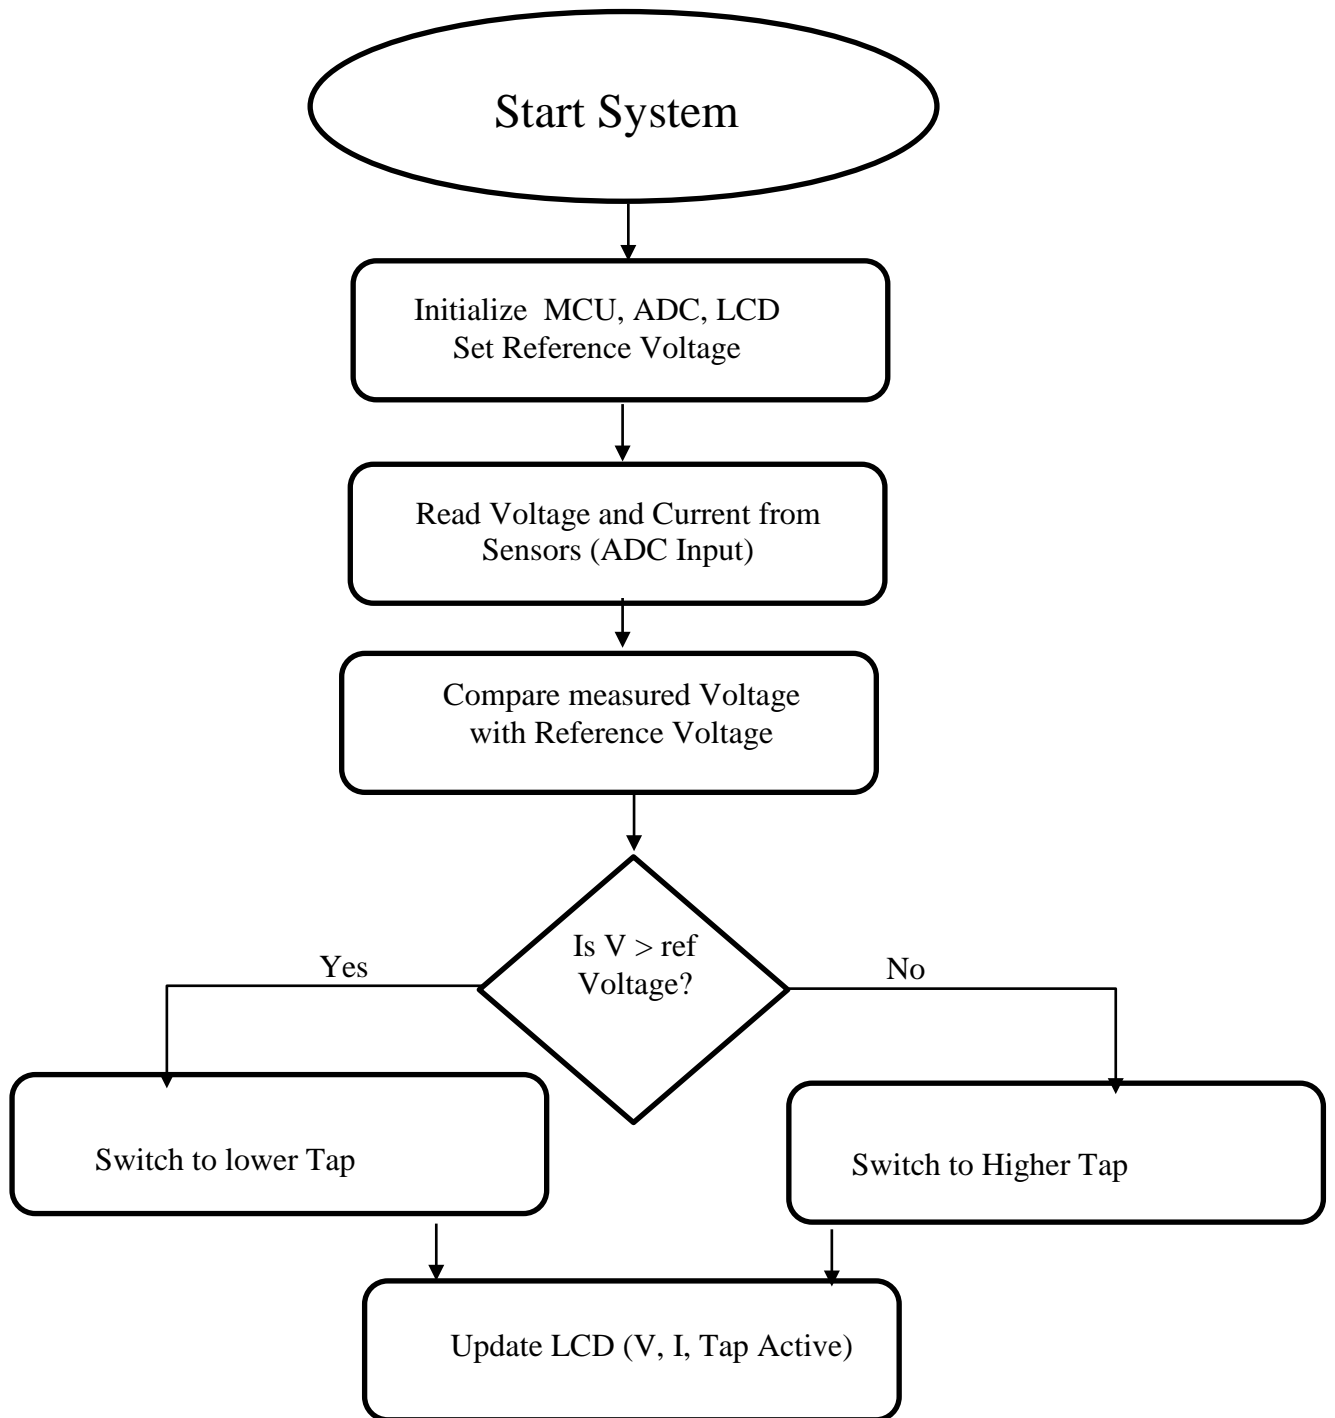 Start System
Initialize  MCU, ADC, LCD
Set Reference Voltage
Read Voltage and Current from
Sensors (ADC Input)
Compare measured Voltage
with Reference Voltage
Is V > ref
Voltage?
Yes
No
Switch to lower Tap
Switch to Higher Tap
Update LCD (V, I, Tap Active)